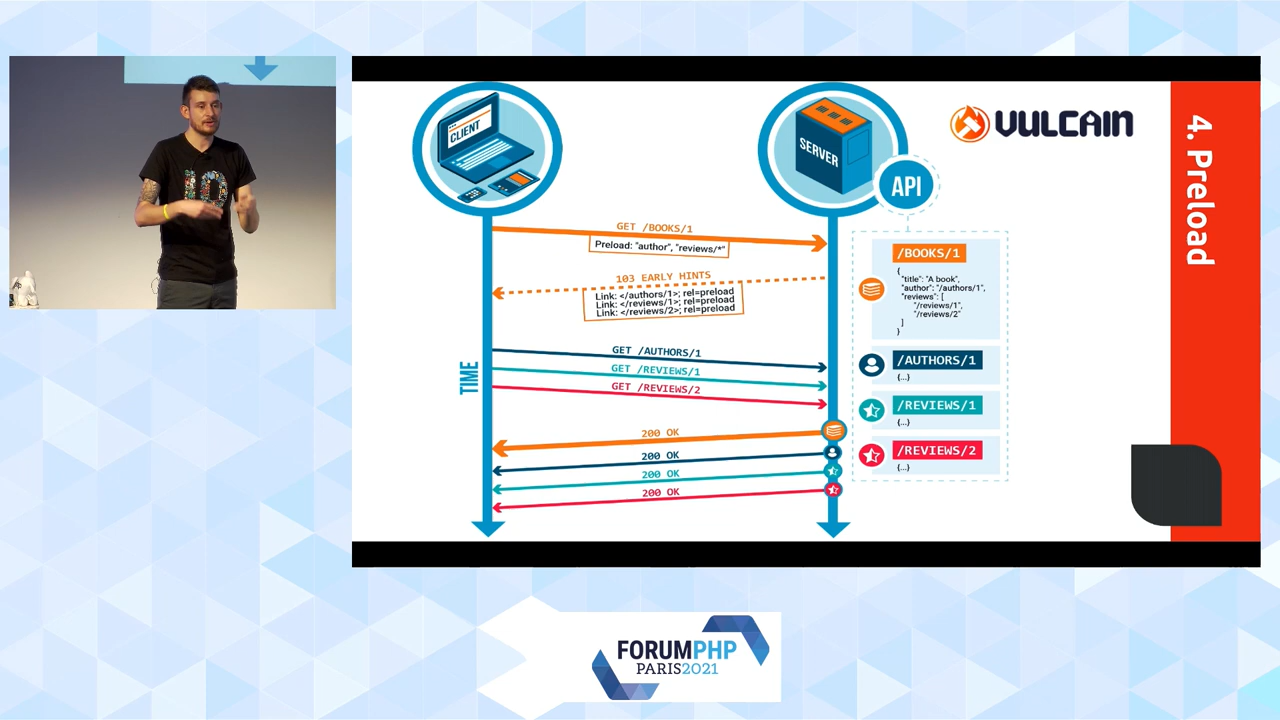 10
CLIENT
SERVER
VULCAIN
API
4. Preload
GET /BOOKS/1
Preload: "author", "reviews/*"
103 EARLY HINTS
Link: </authors/1>; rel=preload
Link: </reviews/1>; rel=preload
Link: </reviews/2>; rel=preload
GET /AUTHORS/1
GET /REVIEWS/1
GET /REVIEWS/2
TIME
200 OK
200 OK
200 OK
200 OK
/BOOKS/1
{
"title": "A book",
"author": "/authors/1",
"reviews": [
"/reviews/1",
"/reviews/2"
]
}
/AUTHORS/1
{...}
/REVIEWS/1
{...}
/REVIEWS/2
{...}
FORUMPHP
PARIS2021